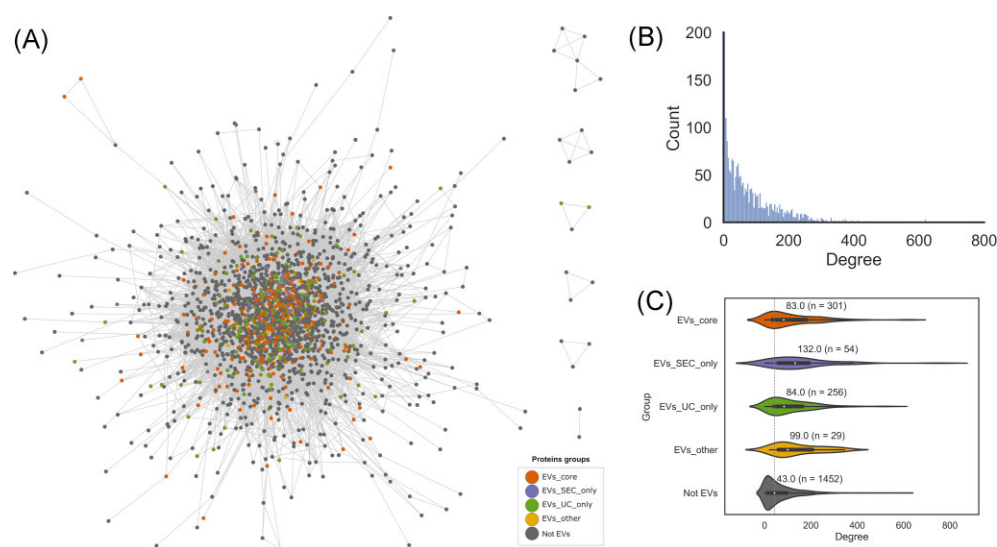 (A)
Proteins groups
EVs_core
EVs_SEC_only
EVs_UC_only
EVs_other
Not EVs
(B)
200
150
100
50
0
Count
0 200 400 600 800
Degree
(C)
83.0 (n = 301)
EVs_core
132.0 (n = 54)
EVs_SEC_only
84.0 (n = 256)
EVs_UC_only
99.0 (n = 29)
EVs_other
43.0 (n = 1452)
Not EVs
Group
0 200 400 600 800
Degree